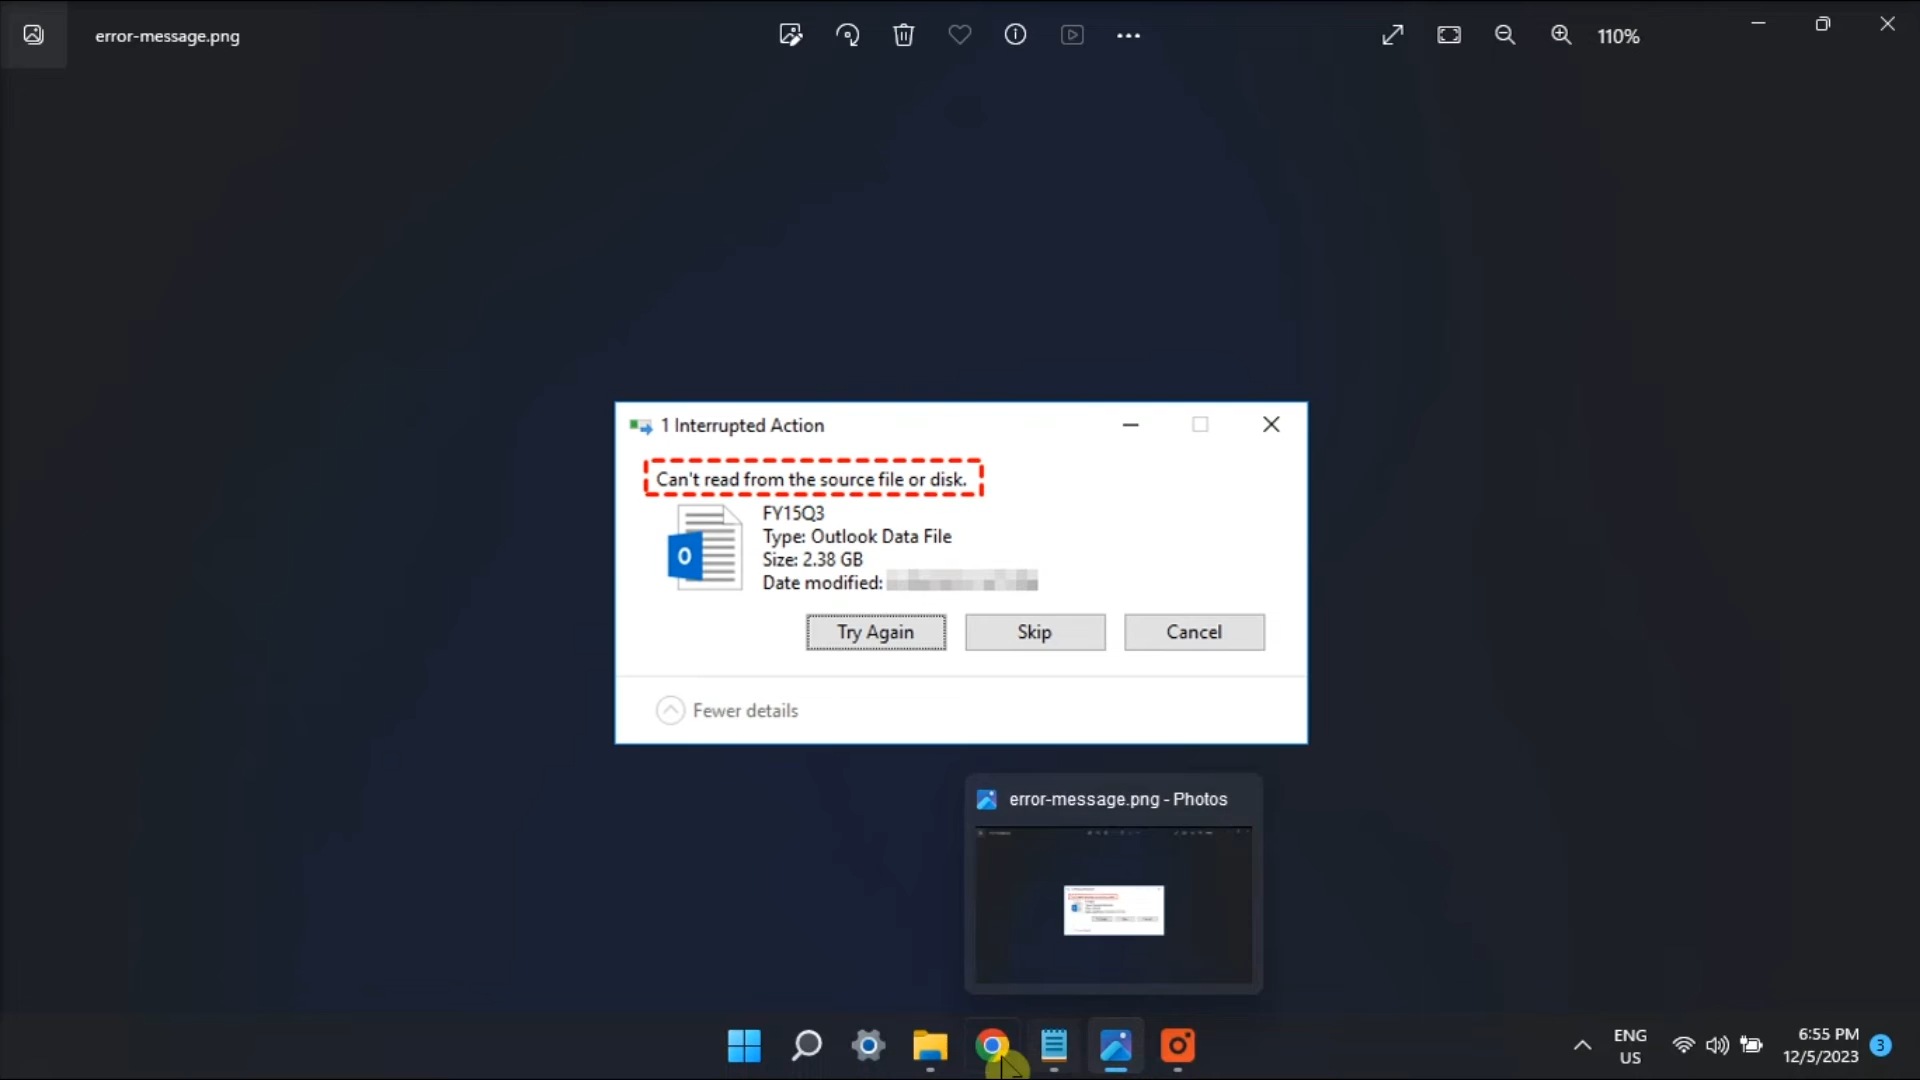 error-message.png
110%
1 Interrupted Action
Can't read from the source file or disk.
FY15Q3
Type: Outlook Data File
Size: 2.38 GB
Date modified:
Try Again
Skip
Cancel
Fewer details
error-message.png - Photos
ENG
US
6:55 PM
12/5/2023
3